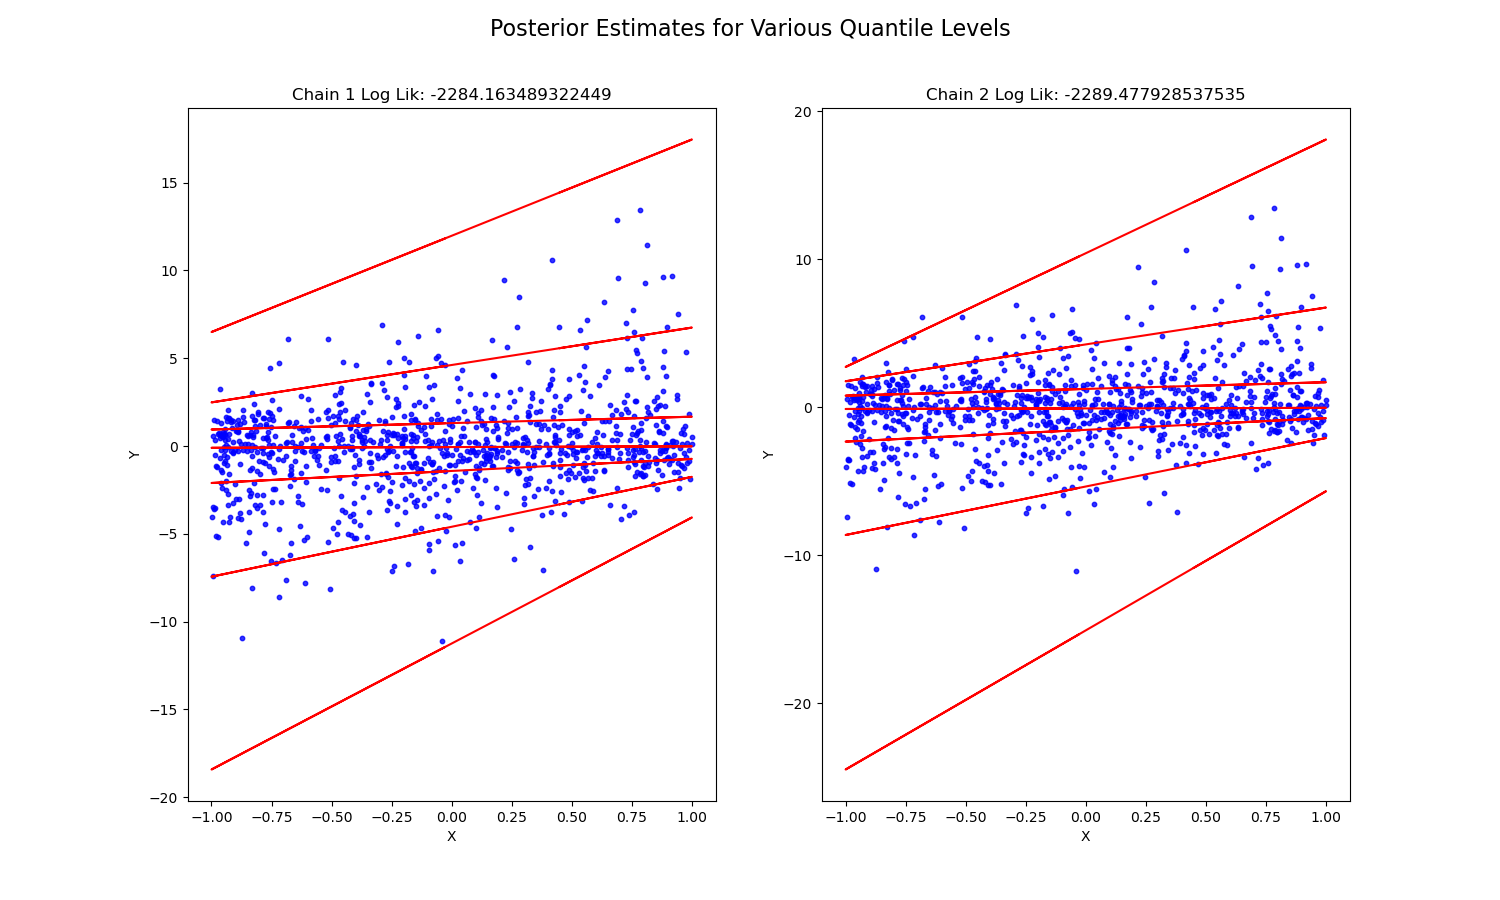 Posterior Estimates for Various Quantile Levels
Chain 1 Log Lik: -2284.163489322449
Chain 2 Log Lik: -2289.477928537535
15
10
5
0
−5
−10
−15
−20
Y
−1.00 −0.75 −0.50 −0.25 0.00 0.25 0.50 0.75 1.00
X
20
10
0
−10
−20
Y
−1.00 −0.75 −0.50 −0.25 0.00 0.25 0.50 0.75 1.00
X